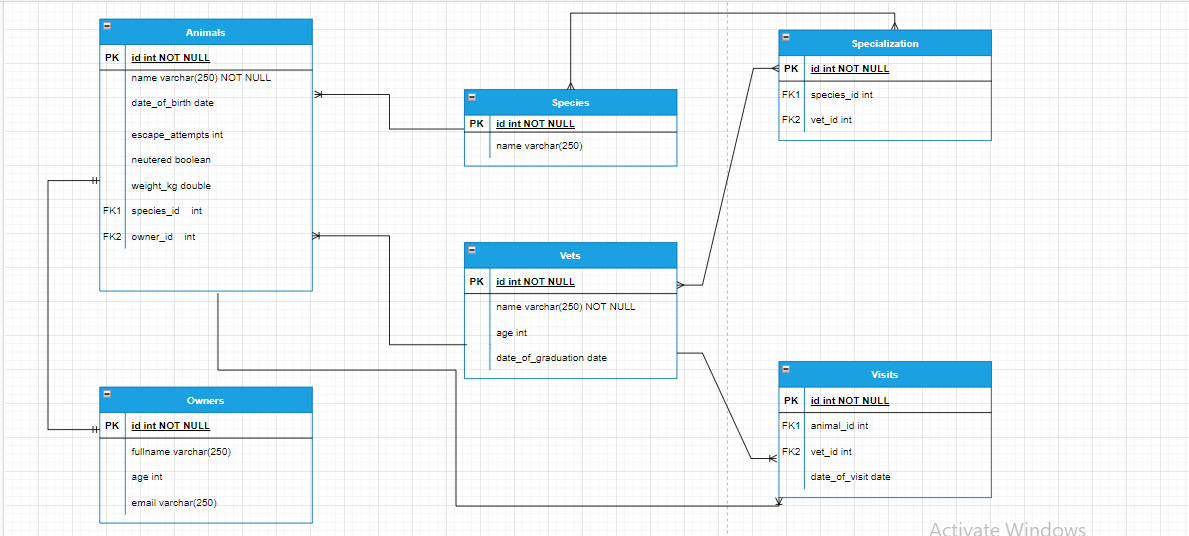 Animals
PK id int NOT NULL
name varchar(250) NOT NULL
date_of_birth date
escape_attempts int
neutered boolean
weight_kg double
FK1 species_id int
FK2 owner_id int
Species
PK id int NOT NULL
name varchar(250)
Specialization
PK id int NOT NULL
FK1 species_id int
FK2 vet_id int
Vets
PK id int NOT NULL
name varchar(250) NOT NULL
age int
date_of_graduation date
Owners
PK id int NOT NULL
fullname varchar(250)
age int
email varchar(250)
Visits
PK id int NOT NULL
FK1 animal_id int
FK2 vet_id int
date_of_visit date
Activate Windows